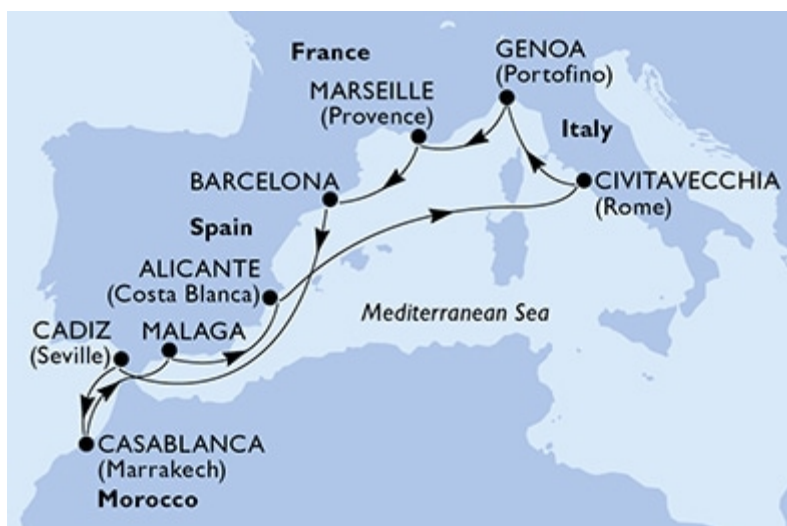 France
GENOA
(Portofino)
MARSEILLE
(Provence)
Italy
BARCELONA
CIVITAVECCHIA
(Rome)
Spain
ALICANTE
(Costa Blanca)
Mediterranean Sea
CADIZ
(Seville)
MALAGA
CASABLANCA
(Marrakech)
Morocco